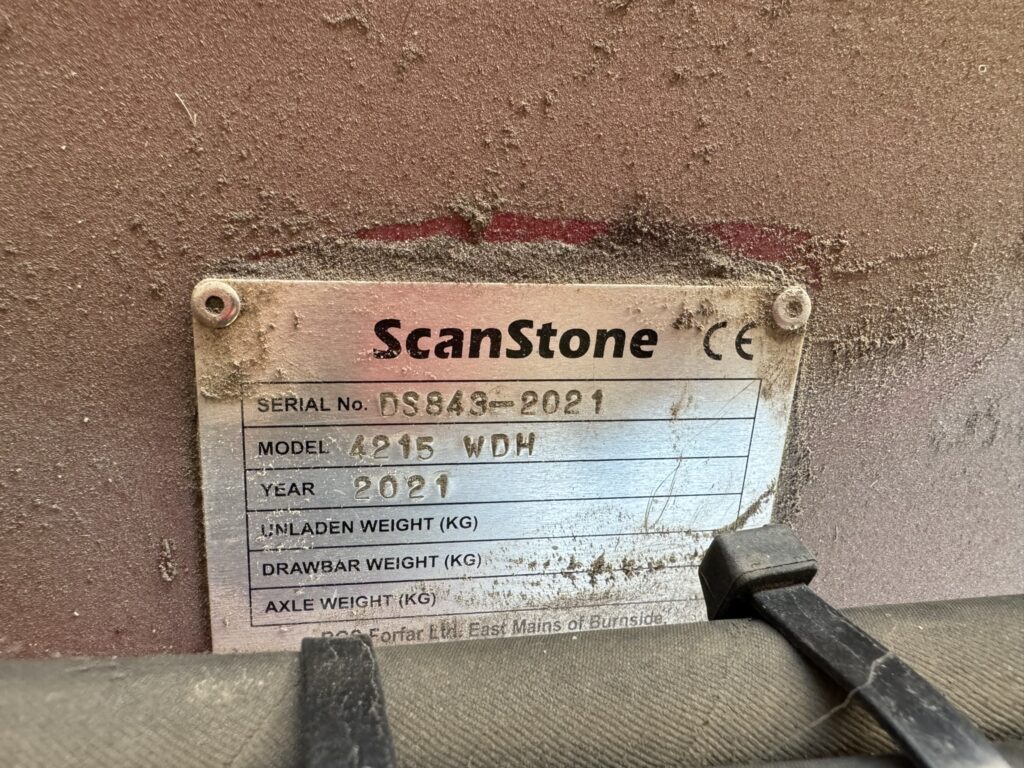 ScanStone CE
SERIAL No. DS843-2021
MODEL 4215 WDH
YEAR 2021
UNLADEN WEIGHT (KG)
DRAWBAR WEIGHT (KG)
AXLE WEIGHT (KG)
Forfar Ltd. East Mains of Burnside,